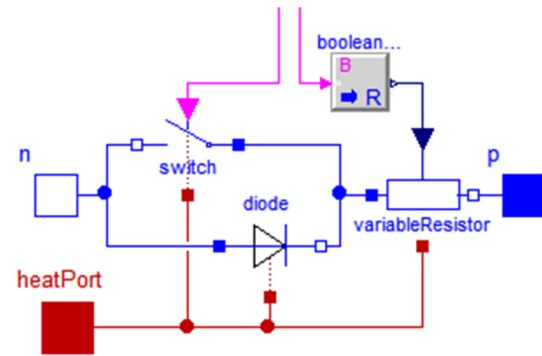 boolean...
B
R
n
switch
p
diode
variableResistor
heatPort